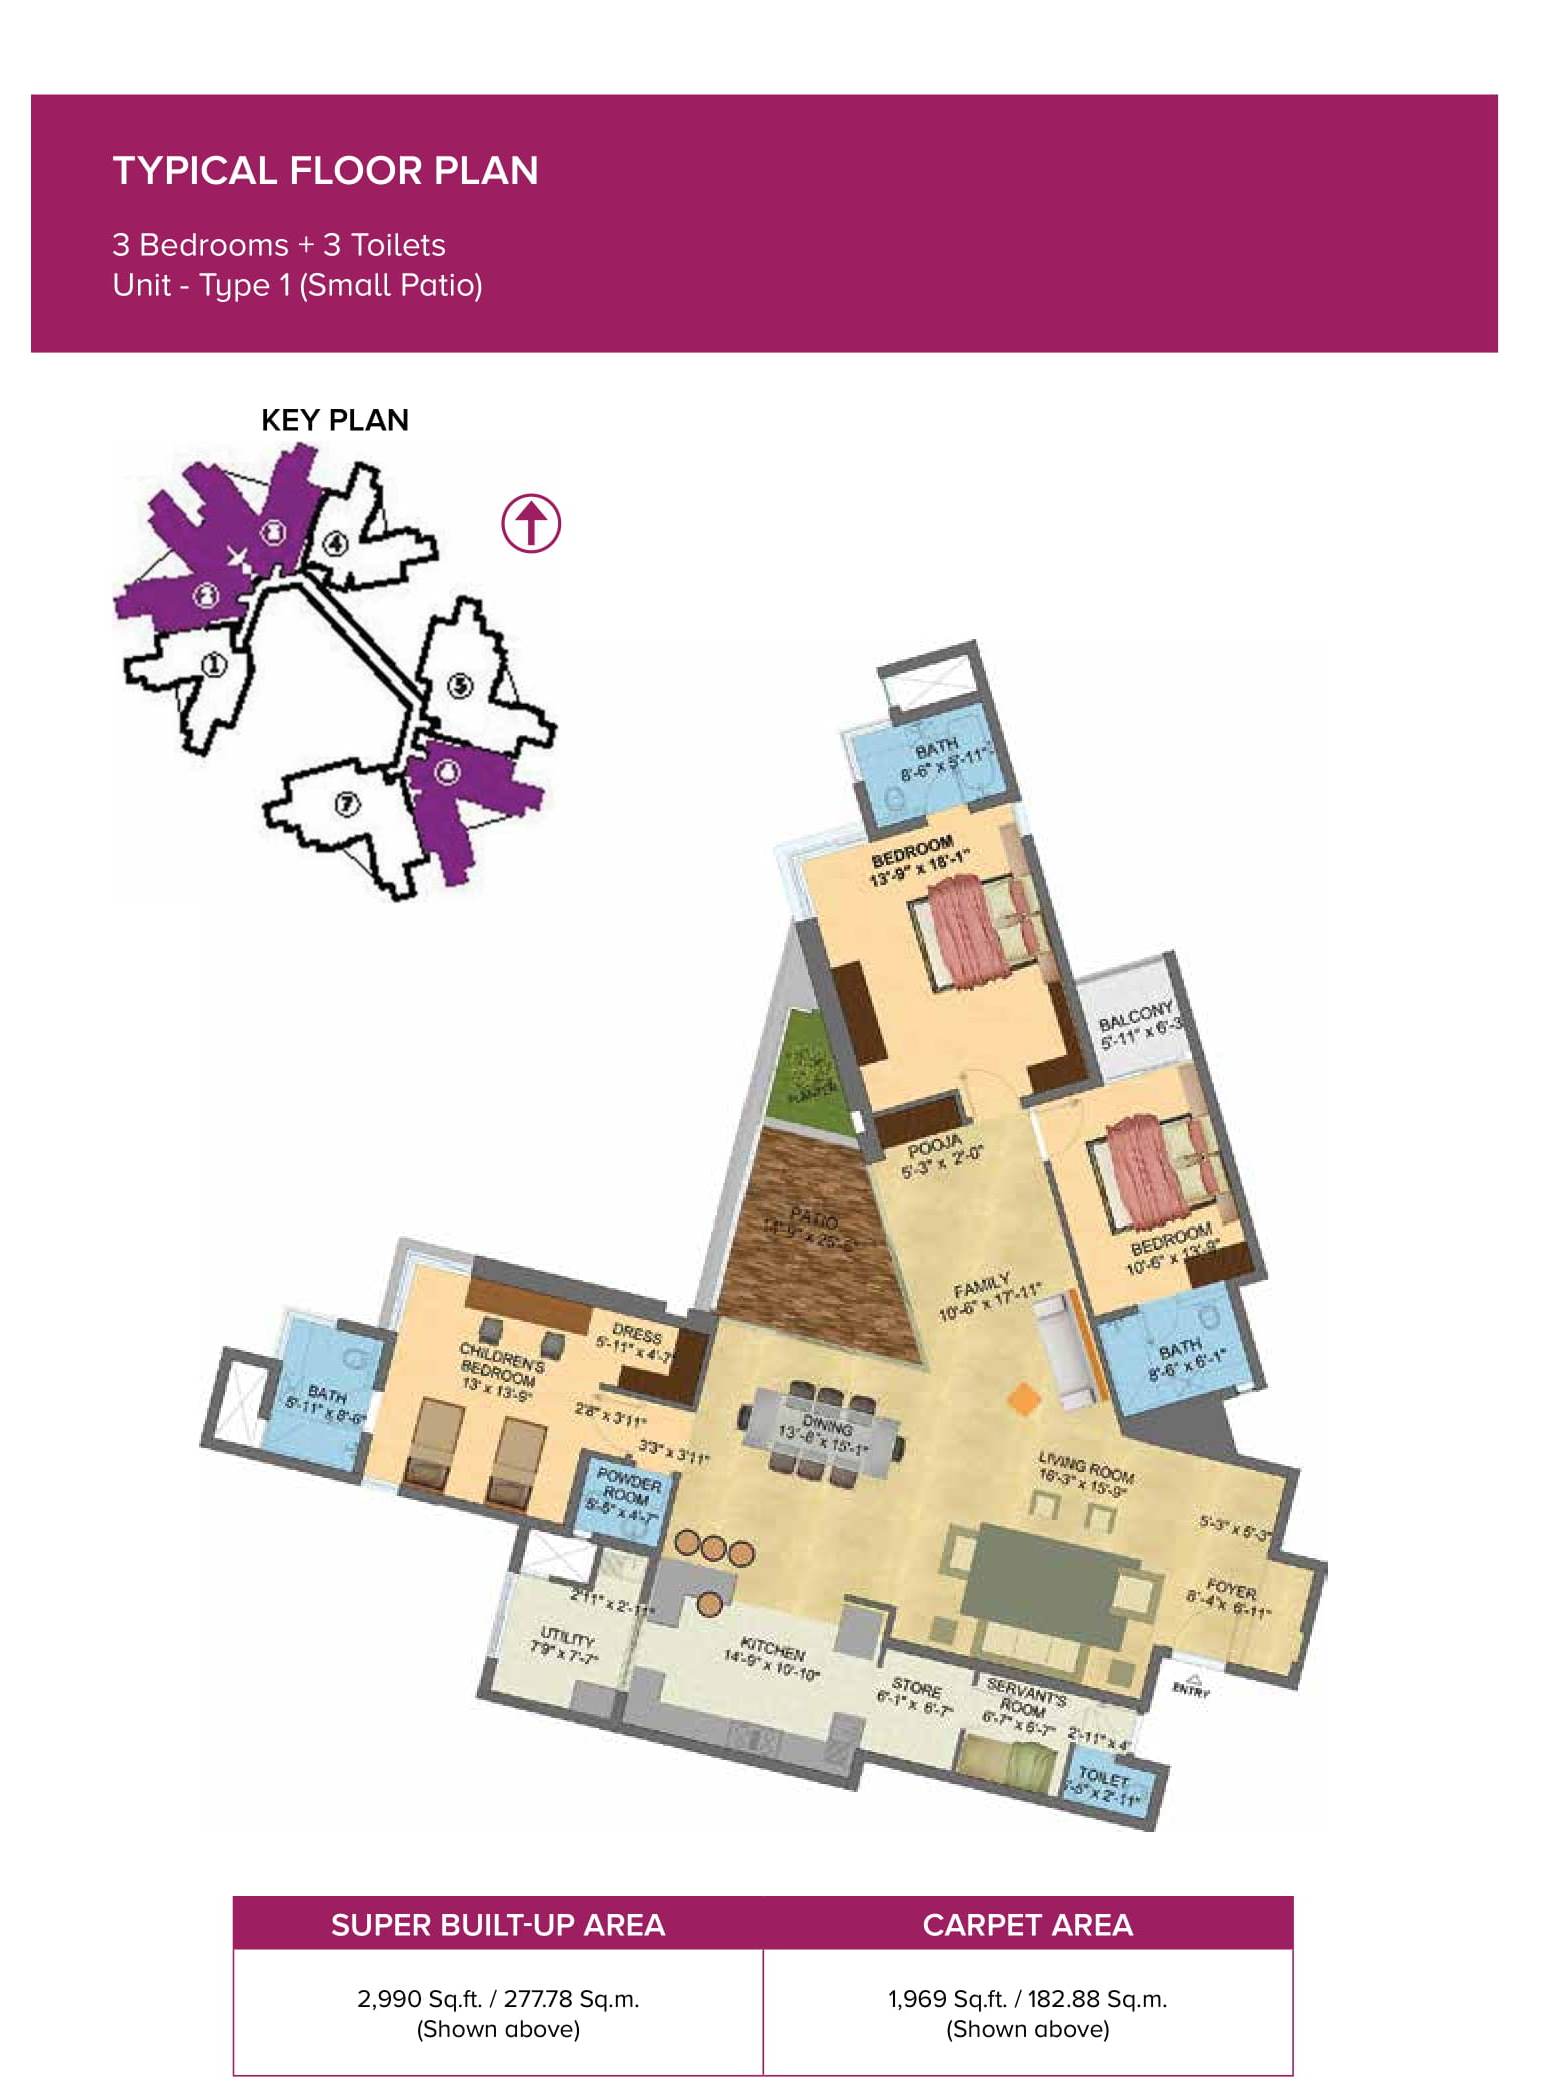 TYPICAL FLOOR PLAN
3 Bedrooms + 3 Toilets
Unit - Type 1 (Small Patio)
KEY PLAN
3
4
2
1
5
7
BATH
8'-6" x 5'-11"
BEDROOM
13'-9" x 18'-1"
BALCONY
5'-11" x 6'-3
PLANTER
POOJA
5'-3" x 2'-0"
PATIO
BEDROOM
10'-6" x 13'-9"
FAMILY
10'-6" x 17'-11"
BATH
8'-6" x 6'-1"
DRESS
5'-11" x 4'-7"
CHILDREN'S
BEDROOM
13' x 13'-9"
BATH
5'-11" x 8'-6"
2'8" x 3'11"
3'3" x 3'11"
DINING
13'-6" x 15'-1"
LIVING ROOM
16'-3" x 15'-9"
POWDER
ROOM
5'-5" x 4'-7"
5'-3" x 5'-3"
FOYER
8'-4 x 6'-11"
2'11" x 2'-11"
UTILITY
7'9" x 7'-7"
KITCHEN
14'-9" x 10'-10"
STORE
6'-1" x 6'-7"
SERVANT'S
ROOM
6'-7" x 6'-7"
ENTRY
2'-11" x 4'
TOILET
-5" x 2'-11"
SUPER BUILT-UP AREA CARPET AREA
2,990 Sq.ft. / 277.78 Sq.m. 1,969 Sq.ft. / 182.88 Sq.m.
(Shown above) (Shown above)